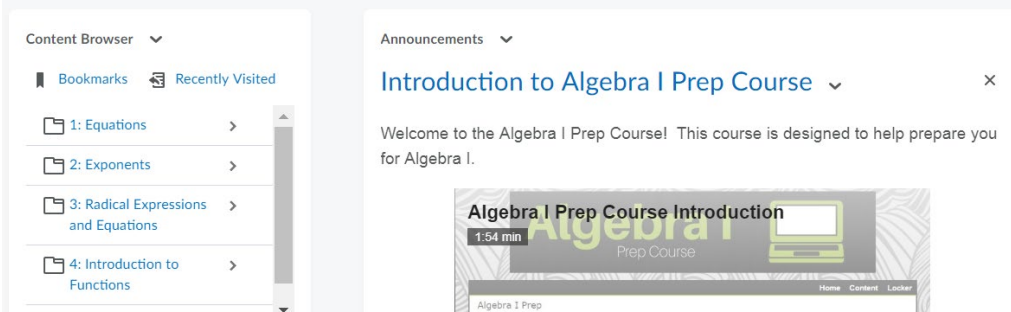 Content Browser
Bookmarks
Recently Visited
1: Equations
2: Exponents
3: Radical Expressions
and Equations
4: Introduction to
Functions
Announcements
Introduction to Algebra I Prep Course
Welcome to the Algebra I Prep Course! This course is designed to help prepare you
for Algebra I.
Algebra I Prep Course Introduction
1:54 min
Algebra I
Prep Course
Home Content Locker
Algebra I Prep